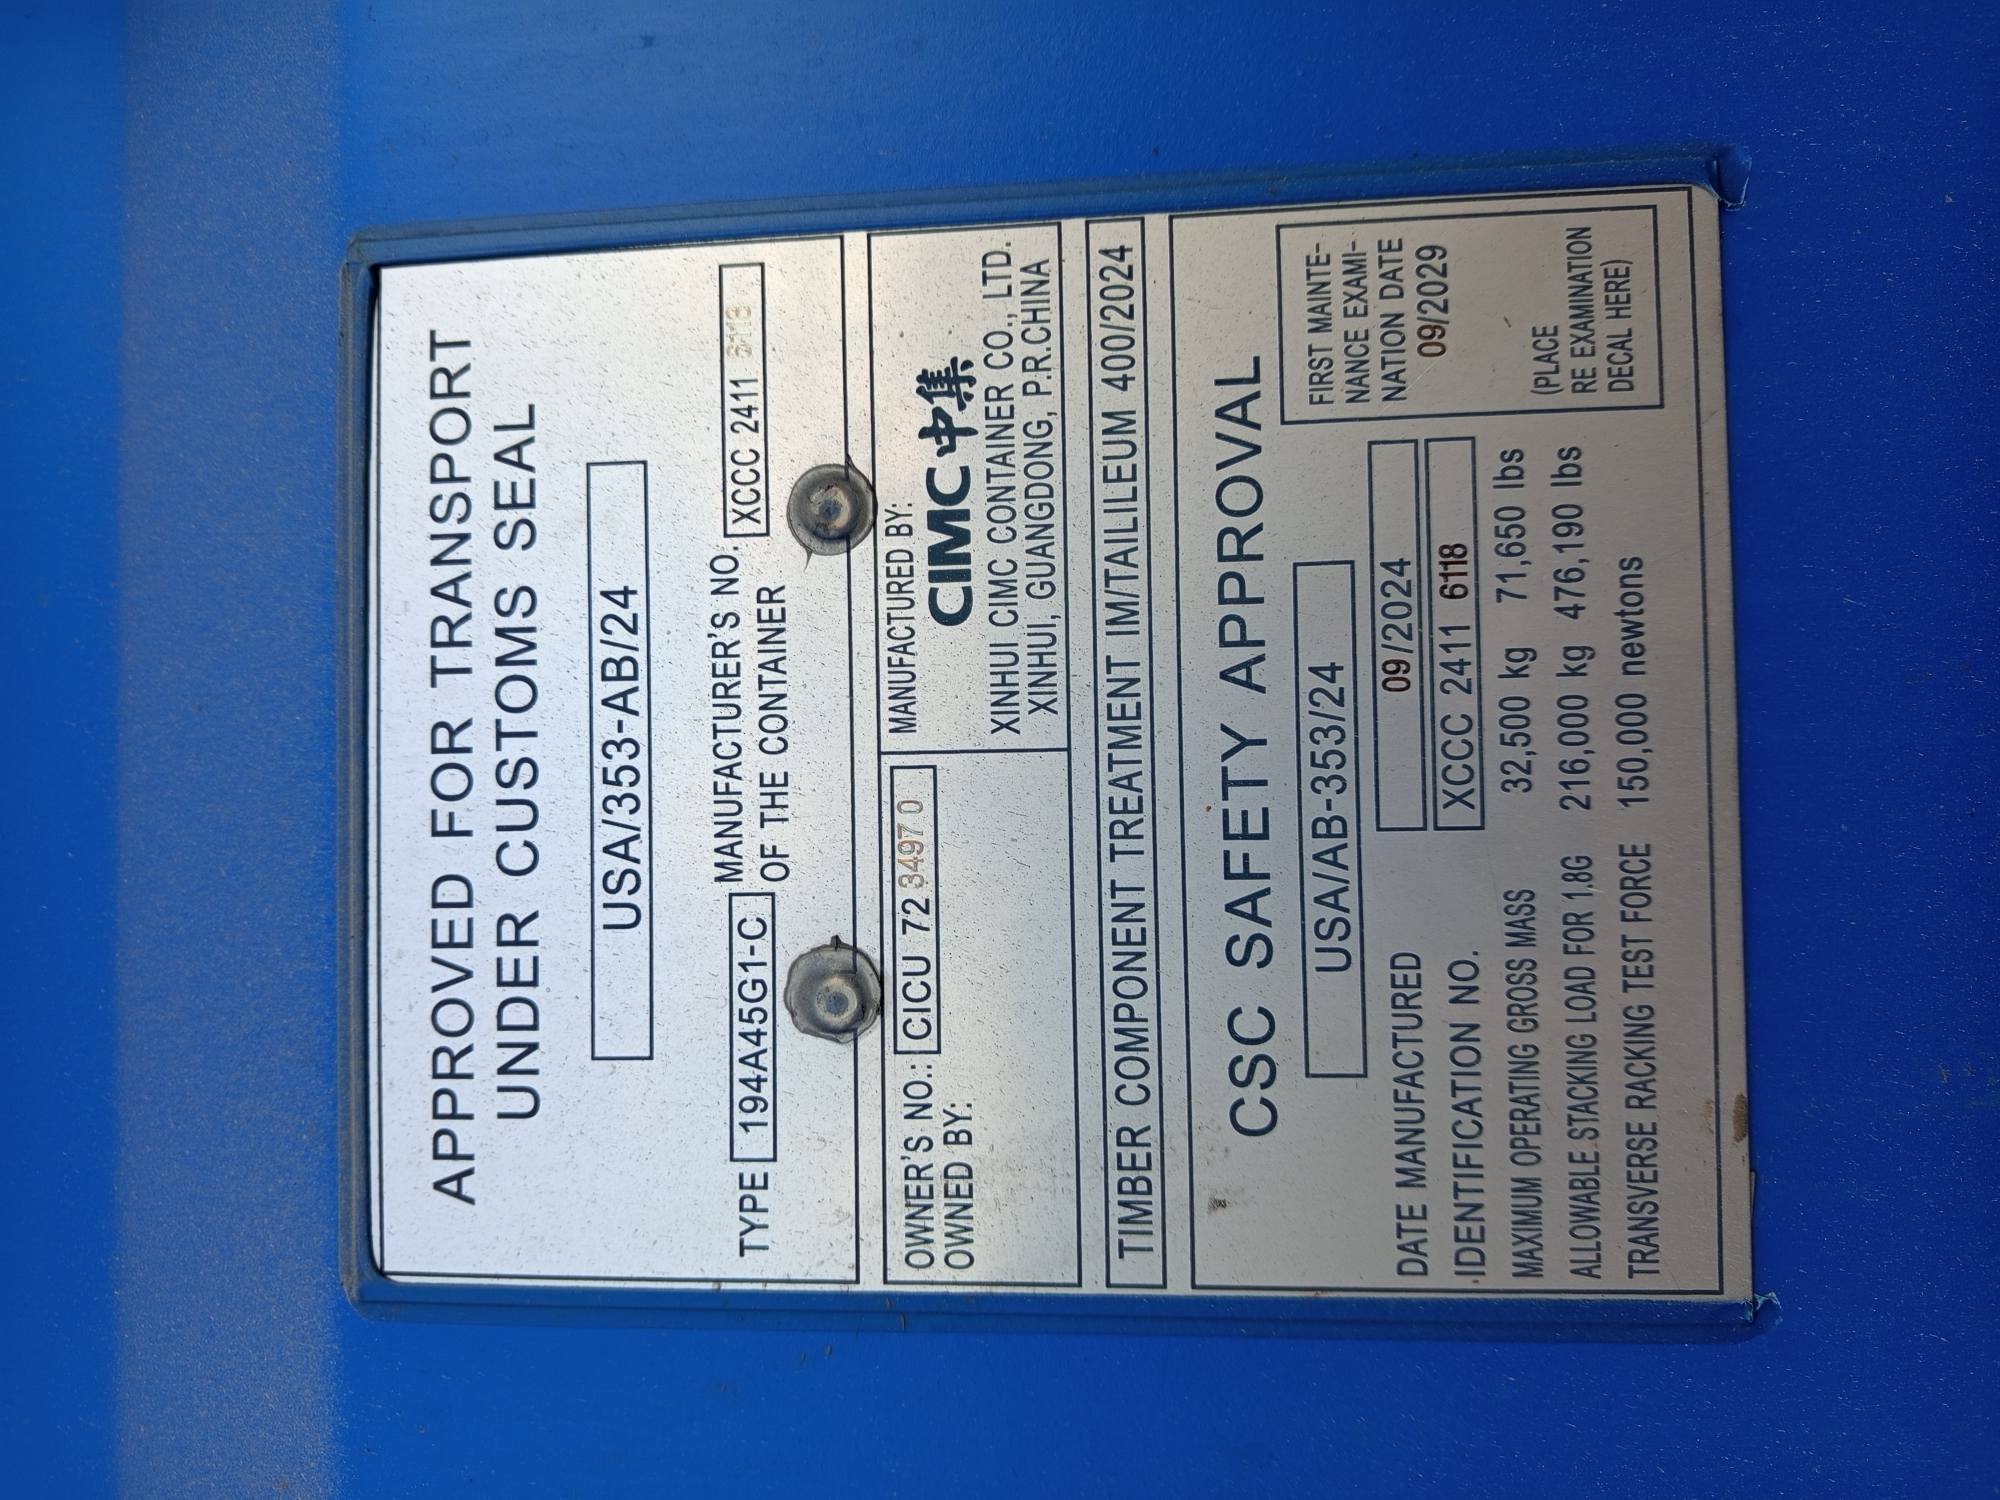 APPROVED FOR TRANSPORT
UNDER CUSTOMS SEAL
USA/353-AB/24
TYPE 194A45G1-C MANUFACTURER'S NO. XCCC 2411 6118
OF THE CONTAINER
OWNER'S NO.: CICU 72 3497 0
OWNED BY:
MANUFACTURED BY:
CIMC 中集
XINHUI CIMC CONTAINER CO., LTD.
XINHUI, GUANGDONG, P.R.CHINA
TIMBER COMPONENT TREATMENT IM/TAILILEUM 400/2024
CSC SAFETY APPROVAL
USA/AB-353/24
DATE MANUFACTURED 09/2024
IDENTIFICATION NO. XCCC 2411 6118
MAXIMUM OPERATING GROSS MASS 32,500 kg 71,650 lbs
ALLOWABLE STACKING LOAD FOR 1.8G 216,000 kg 476,190 lbs
TRANSVERSE RACKING TEST FORCE 150,000 newtons
FIRST MAINTE-
NANCE EXAMI-
NATION DATE
09/2029
(PLACE
RE EXAMINATION
DECAL HERE)